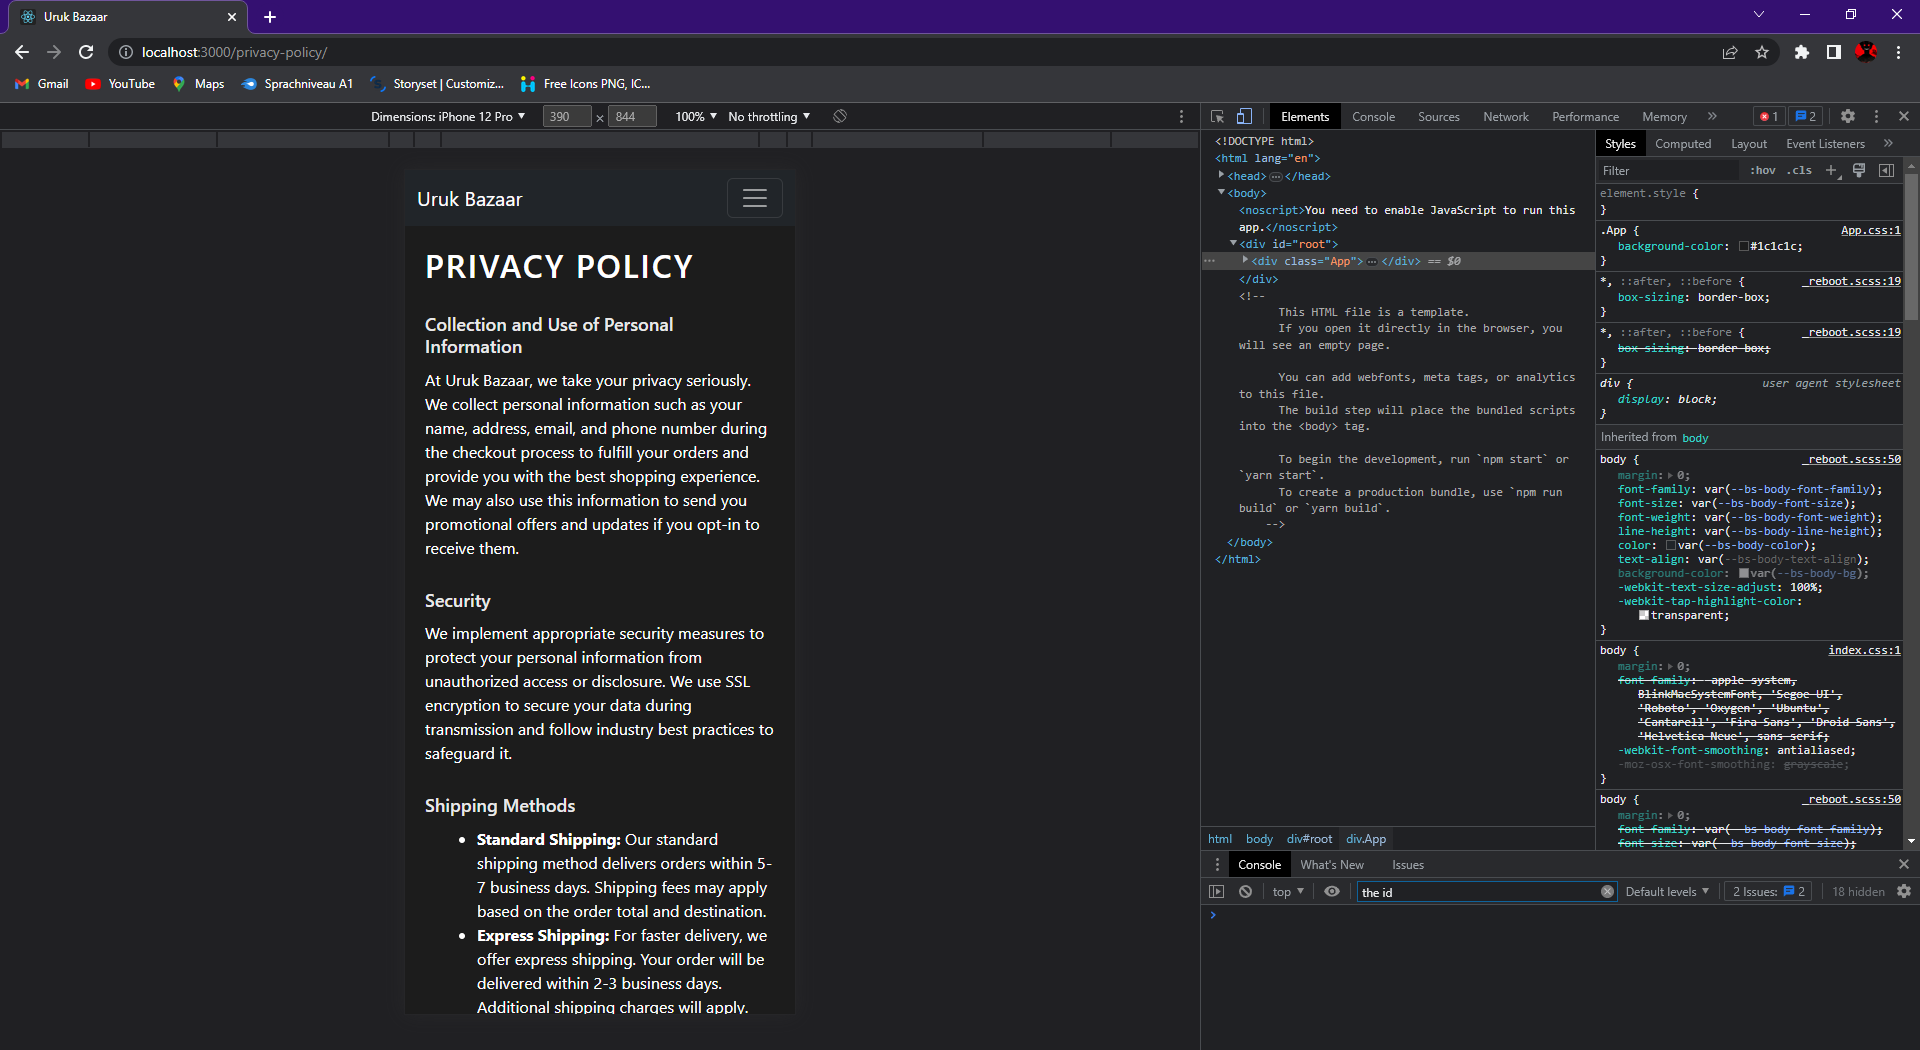 Uruk Bazaar
localhost:3000/privacy-policy/
Gmail
YouTube
Maps
Sprachniveau A1
Storyset | Customiz...
Free Icons PNG, IC...
Dimensions: iPhone 12 Pro
390
×
844
100%
No throttling
Uruk Bazaar
PRIVACY POLICY
Collection and Use of Personal
Information
At Uruk Bazaar, we take your privacy seriously.
We collect personal information such as your
name, address, email, and phone number during
the checkout process to fulfill your orders and
provide you with the best shopping experience.
We may also use this information to send you
promotional offers and updates if you opt-in to
receive them.
Security
We implement appropriate security measures to
protect your personal information from
unauthorized access or disclosure. We use SSL
encryption to secure your data during
transmission and follow industry best practices to
safeguard it.
Shipping Methods
• Standard Shipping: Our standard
shipping method delivers orders within 5-
7 business days. Shipping fees may apply
based on the order total and destination.
• Express Shipping: For faster delivery, we
offer express shipping. Your order will be
delivered within 2-3 business days.
Additional shipping charges will apply.
Elements
Console
Sources
Network
Performance
Memory
»
1
2
<!DOCTYPE html>
<html lang="en">
<head>…</head>
<body>
<noscript>You need to enable JavaScript to run this
app.</noscript>
<div id="root">
<div class="App">…</div> == $0
</div>
<!--
This HTML file is a template.
If you open it directly in the browser, you
will see an empty page.
You can add webfonts, meta tags, or analytics
to this file.
The build step will place the bundled scripts
into the <body> tag.
To begin the development, run `npm start` or
`yarn start`.
To create a production bundle, use `npm run
build` or `yarn build`.
-->
</body>
</html>
html
body
div#root
div.App
Styles
Computed
Layout
Event Listeners
»
Filter
:hov
.cls
+
element.style {
}
.App {
App.css:1
background-color: #1c1c1c;
}
*, ::after, ::before {
_reboot.scss:19
box-sizing: border-box;
}
*, ::after, ::before {
_reboot.scss:19
box-sizing: border-box;
}
div {
user agent stylesheet
display: block;
}
Inherited from body
body {
_reboot.scss:50
margin: 0;
font-family: var(--bs-body-font-family);
font-size: var(--bs-body-font-size);
font-weight: var(--bs-body-font-weight);
line-height: var(--bs-body-line-height);
color: var(--bs-body-color);
text-align: var(--bs-body-text-align);
background-color: var(--bs-body-bg);
-webkit-text-size-adjust: 100%;
-webkit-tap-highlight-color:
transparent;
}
body {
index.css:1
margin: 0;
font-family: -apple-system,
BlinkMacSystemFont, 'Segoe UI',
'Roboto', 'Oxygen', 'Ubuntu',
'Cantarell', 'Fira Sans', 'Droid Sans',
'Helvetica Neue', sans-serif;
-webkit-font-smoothing: antialiased;
-moz-osx-font-smoothing: grayscale;
}
body {
_reboot.scss:50
margin: 0;
font-family: var(--bs-body-font-family);
font-size: var(--bs-body-font-size);
Console
What's New
Issues
top
the id
Default levels
2 Issues:
2
18 hidden